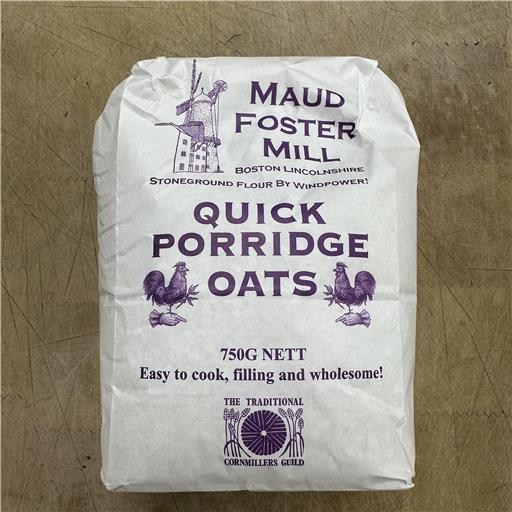 MAUD
FOSTER
MILL
BOSTON LINCOLNSHIRE
STONEGROUND FLOUR BY WINDPOWER!
QUICK
PORRIDGE
OATS
750G NETT
Easy to cook, filling and wholesome!
THE TRADITIONAL
CORNMILLERS GUILD